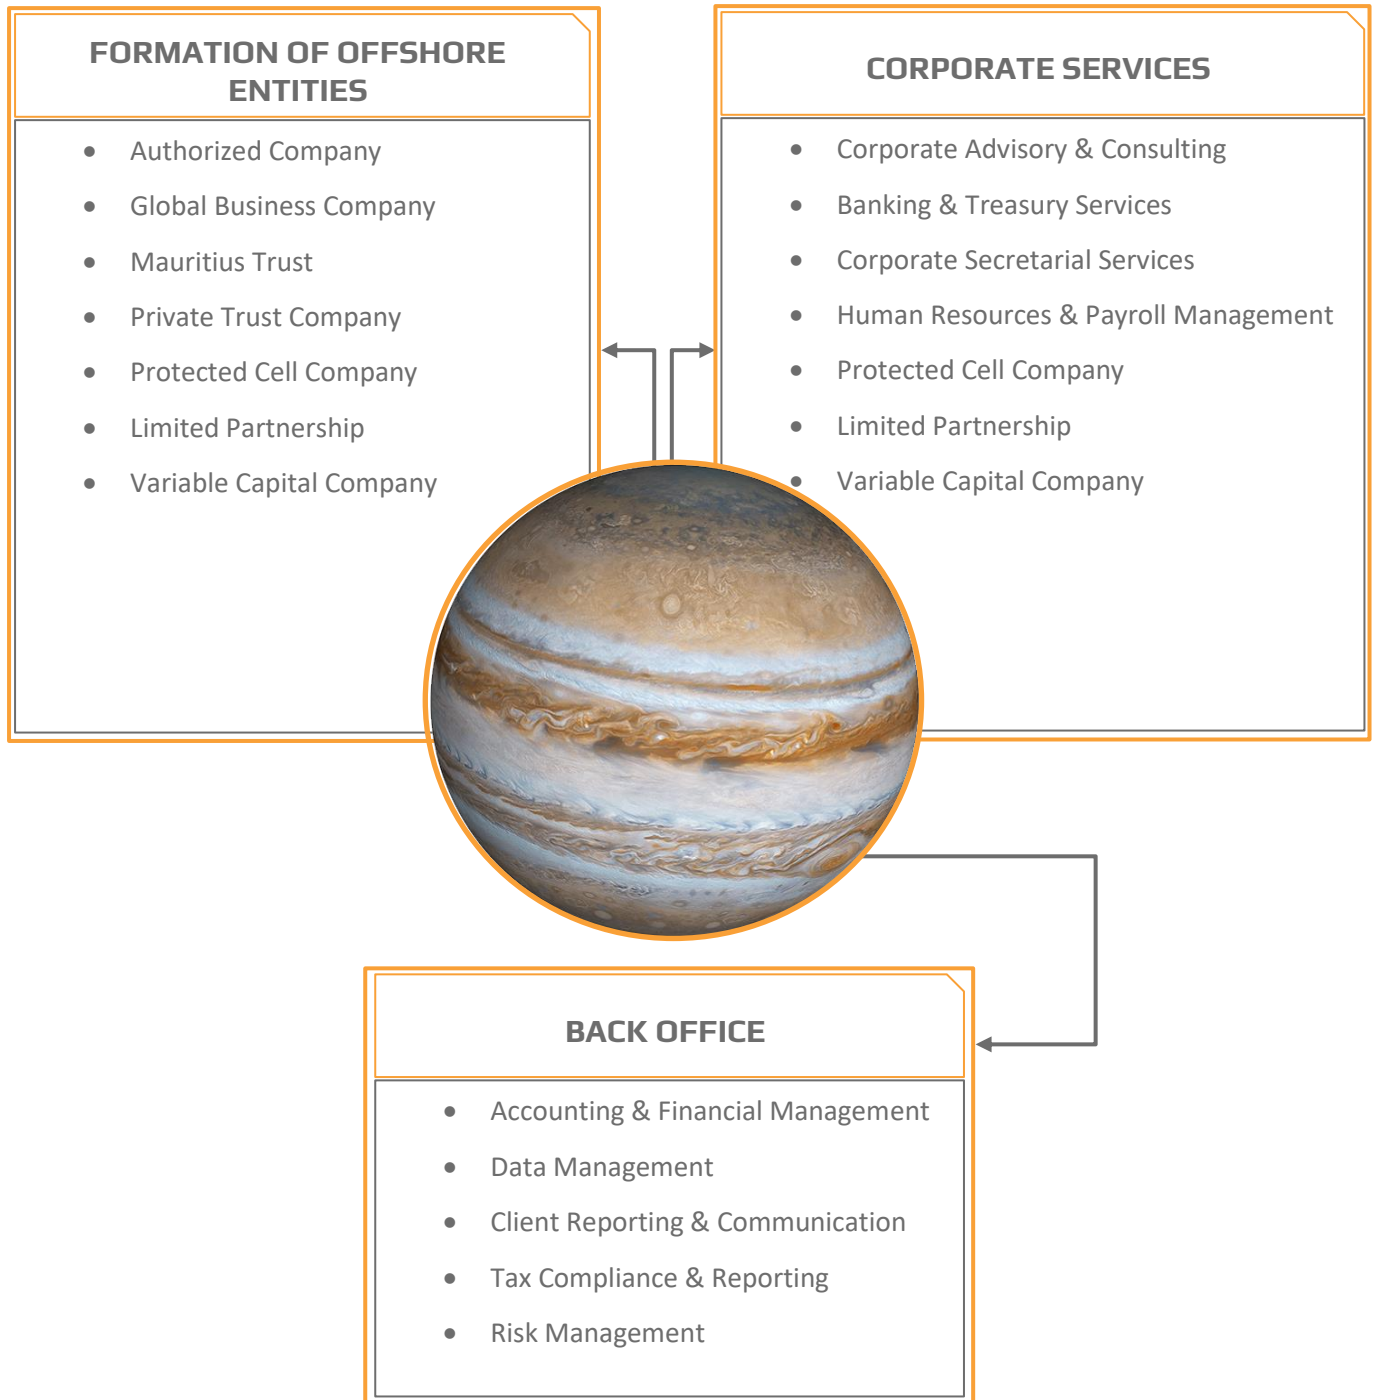 FORMATION OF OFFSHORE
ENTITIES
• Authorized Company
• Global Business Company
• Mauritius Trust
• Private Trust Company
• Protected Cell Company
• Limited Partnership
• Variable Capital Company
CORPORATE SERVICES
• Corporate Advisory & Consulting
• Banking & Treasury Services
• Corporate Secretarial Services
• Human Resources & Payroll Management
• Protected Cell Company
• Limited Partnership
• Variable Capital Company
BACK OFFICE
• Accounting & Financial Management
• Data Management
• Client Reporting & Communication
• Tax Compliance & Reporting
• Risk Management